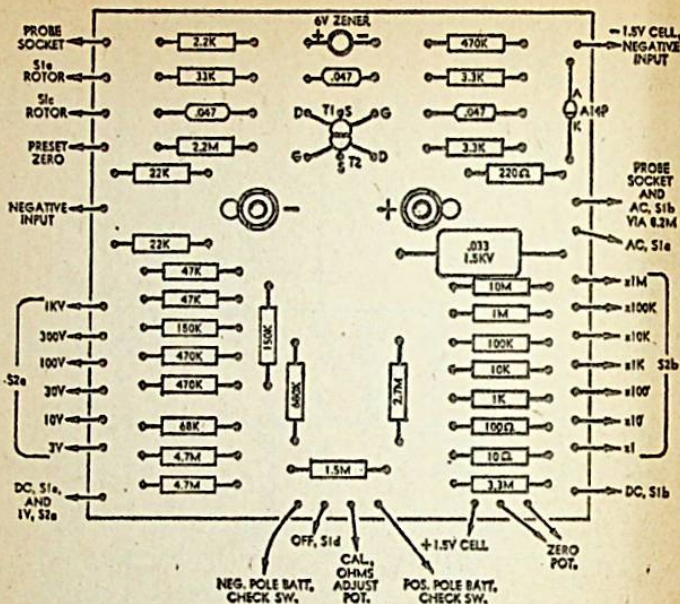 6V ZENER
PROBE SOCKET
2.2K
+ -
470K
- 1.5V CELL, NEGATIVE INPUT
S1e ROTOR
33K
.047
3.3K
A
A14P
K
S1c ROTOR
.047
D T1 S G
.047
PRESET ZERO
2.2M
G S T2 D
3.3K
22K
220Ω
PROBE SOCKET AND AC, S1b VIA 8.2M
NEGATIVE INPUT
-
+
22K
.033
1.5KV
AC, S1a
47K
10M
x1M
1KV
47K
1M
x100K
300V
150K
150K
100K
x10K
100V
470K
680K
2.7M
10K
x1K
S2a
S2b
30V
470K
1K
x100
10V
68K
100Ω
x10
3V
4.7M
10Ω
x1
1.5M
DC, S1e, AND 1V, S2a
4.7M
3.3M
DC, S1b
OFF, S1d
+1.5V CELL
ZERO POT.
NEG. POLE BATT. CHECK SW.
CAL, OHMS ADJUST POT.
POS. POLE BATT. CHECK SW.